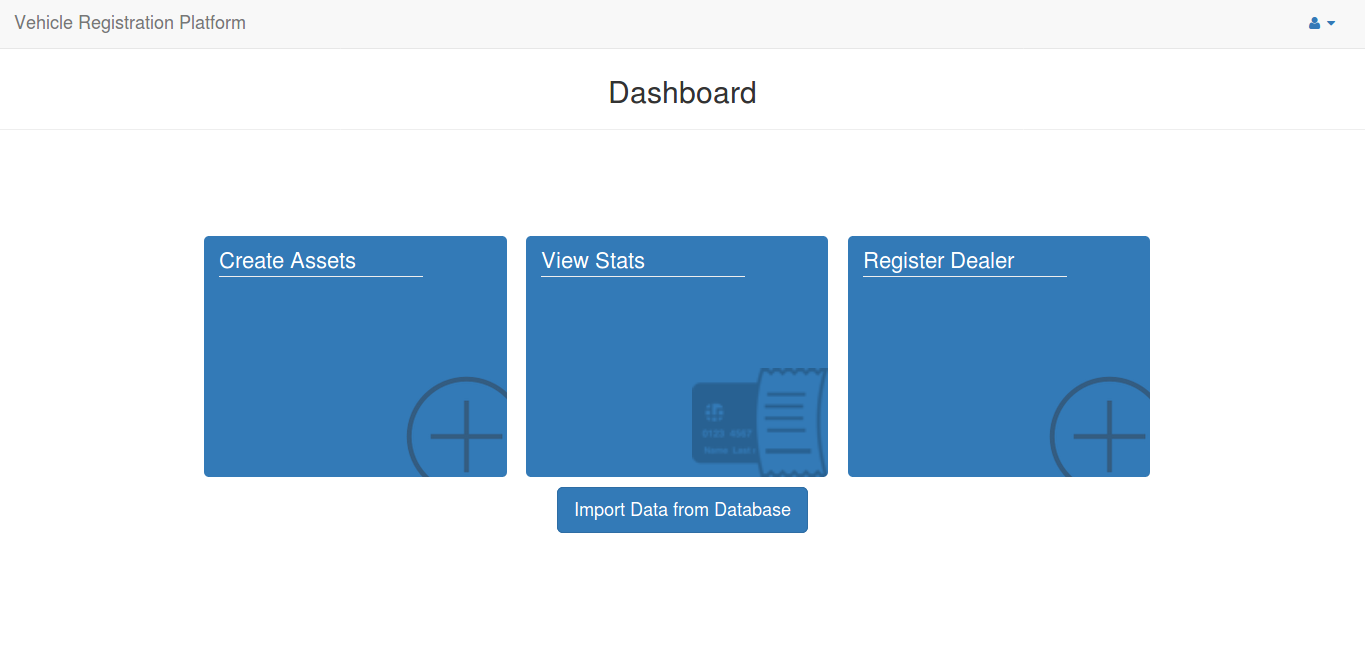 Vehicle Registration Platform
Dashboard
Create Assets
View Stats
Register Dealer
0123 4567
Name Last
Import Data from Database